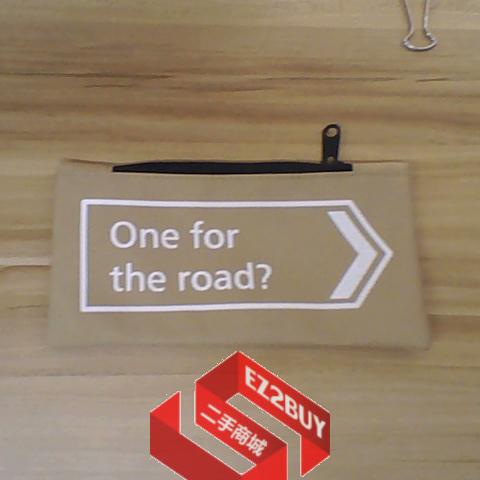 One for
the road?
EZ2BUY
二手商城